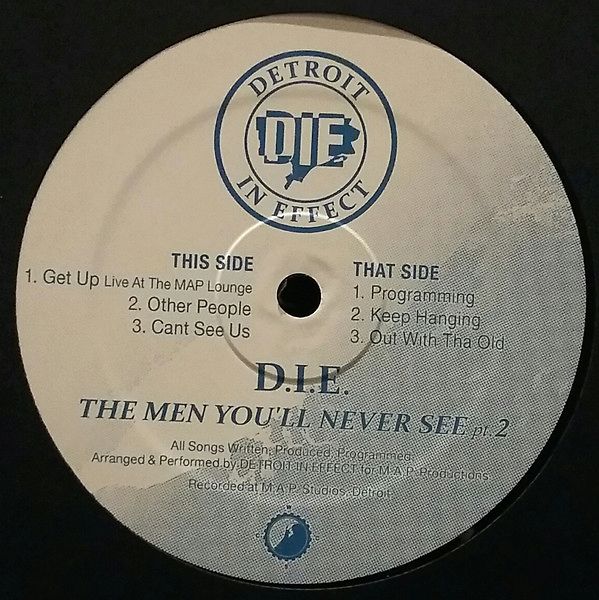 DETROIT
DIE
IN EFFECT
THIS SIDE
1. Get Up Live At The MAP Lounge
2. Other People
3. Cant See Us
THAT SIDE
1. Programming
2. Keep Hanging
3. Out With Tha Old
D.I.E.
THE MEN YOU'LL NEVER SEE pt. 2
All Songs Written, Produced, Programmed,
Arranged & Performed by DETROIT IN EFFECT for M.A.P. Productions.
Recorded at M.A.P. Studios, Detroit